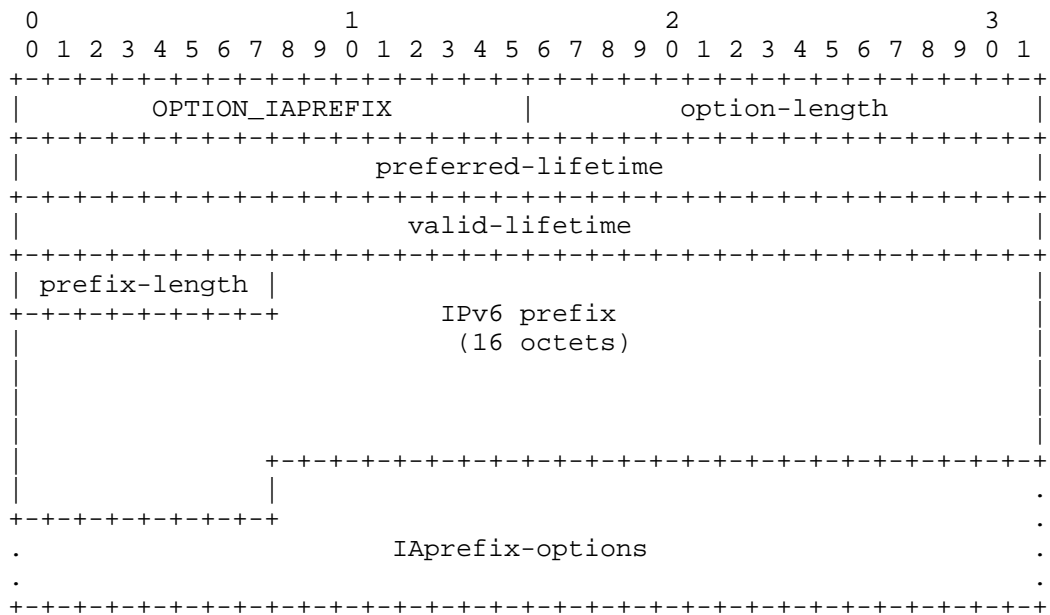 0                   1                   2                   3
0 1 2 3 4 5 6 7 8 9 0 1 2 3 4 5 6 7 8 9 0 1 2 3 4 5 6 7 8 9 0 1
+-+-+-+-+-+-+-+-+-+-+-+-+-+-+-+-+-+-+-+-+-+-+-+-+-+-+-+-+-+-+-+-+
|        OPTION_IAPREFIX        |         option-length         |
+-+-+-+-+-+-+-+-+-+-+-+-+-+-+-+-+-+-+-+-+-+-+-+-+-+-+-+-+-+-+-+-+
|                      preferred-lifetime                       |
+-+-+-+-+-+-+-+-+-+-+-+-+-+-+-+-+-+-+-+-+-+-+-+-+-+-+-+-+-+-+-+-+
|                        valid-lifetime                         |
+-+-+-+-+-+-+-+-+-+-+-+-+-+-+-+-+-+-+-+-+-+-+-+-+-+-+-+-+-+-+-+-+
| prefix-length |                                               |
+-+-+-+-+-+-+-+-+          IPv6 prefix                          |
|                           (16 octets)                         |
|                                                               |
|                                                               |
|                                                               |
|               +-+-+-+-+-+-+-+-+-+-+-+-+-+-+-+-+-+-+-+-+-+-+-+-+
|               |                                               .
+-+-+-+-+-+-+-+-+                                               .
.                       IAprefix-options                        .
.                                                               .
+-+-+-+-+-+-+-+-+-+-+-+-+-+-+-+-+-+-+-+-+-+-+-+-+-+-+-+-+-+-+-+-+